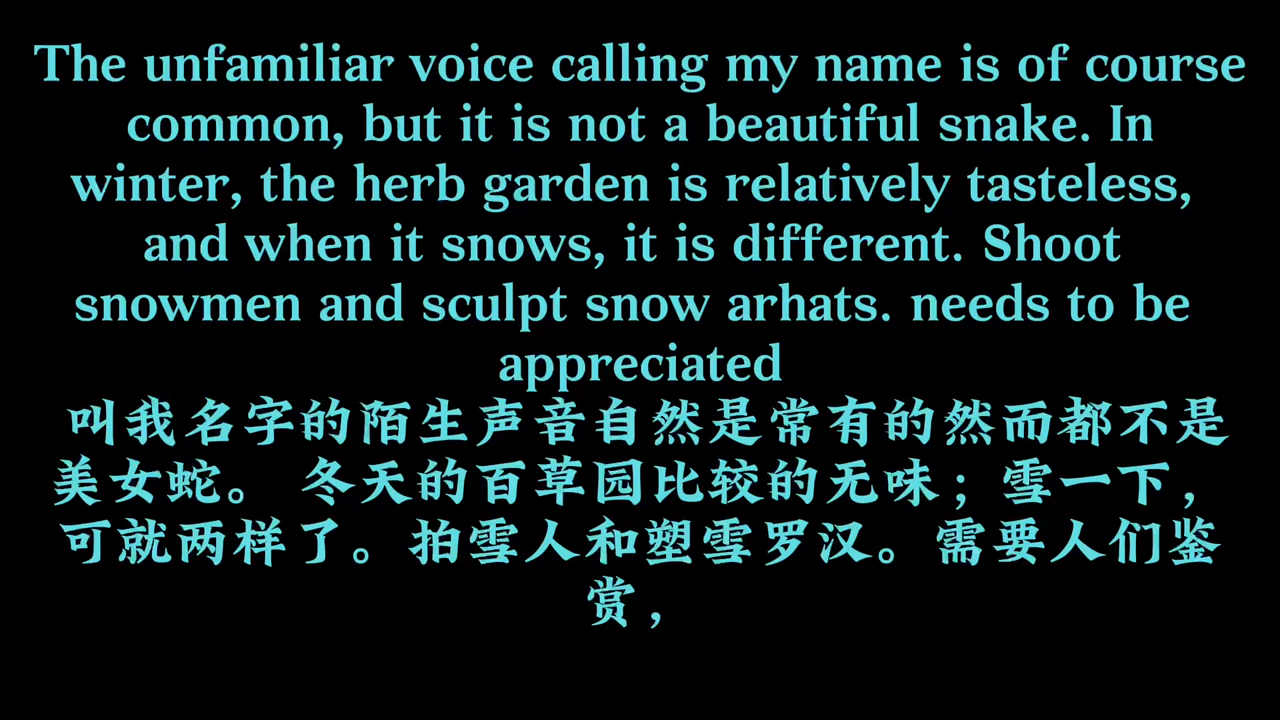 The unfamiliar voice calling my name is of course
common, but it is not a beautiful snake. In
winter, the herb garden is relatively tasteless,
and when it snows, it is different. Shoot
snowmen and sculpt snow arhats. needs to be
appreciated
叫我名字的陌生声音自然是常有的然而都不是
美女蛇。 冬天的百草园比较的无味；雪一下，
可就两样了。拍雪人和塑雪罗汉。需要人们鉴
赏，